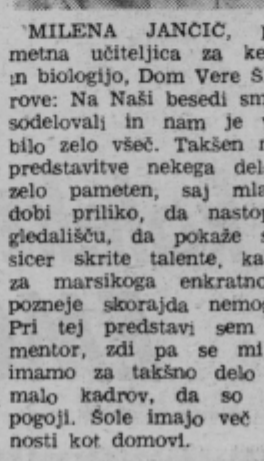 MILENA JANČIČ,
metna učiteljica za ke
in biologijo, Dom Vere Š
rove: Na Naši besedi sm
sodelovali in nam je
bilo zelo všeč. Takšen
predstavitve nekega del
zelo pameten, saj mla
dobi priliko, da nastop
gledališču, da pokaže
sicer skrite talente, ka
za marsikoga enkratno
pozneje skorajda nemog
Pri tej predstavi sem
mentor, zdi pa se mi
imamo za takšno delo
malo kadrov, da so
pogoji. Šole imajo več
nosti kot domovi.